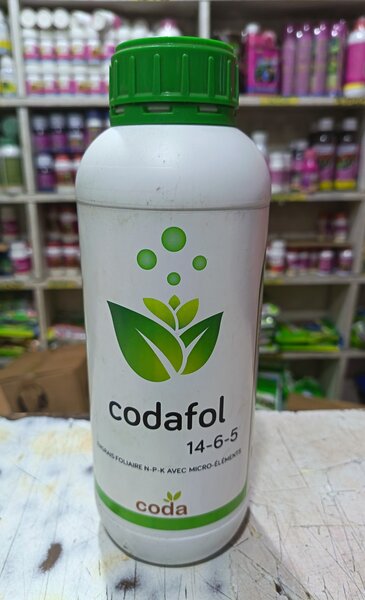 codafol
14-6-5
ENGRAIS FOLIAIRE N-P-K AVEC MICRO-ÉLÉMENTS
coda